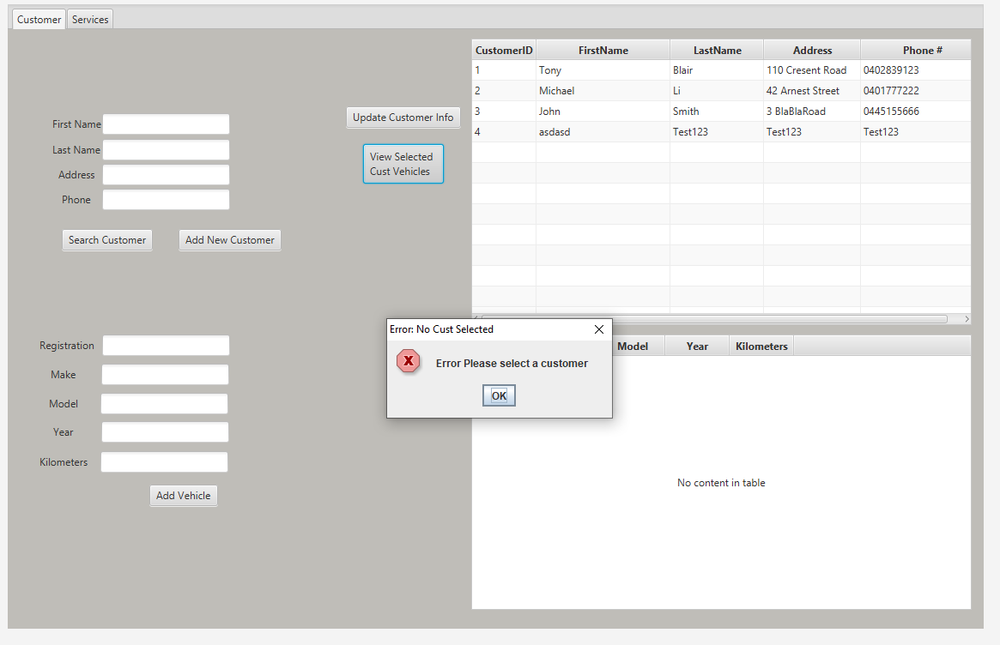 Customer Services
CustomerID FirstName LastName Address Phone #
1 Tony Blair 110 Cresent Road 0402839123
2 Michael Li 42 Arnest Street 0401777222
3 John Smith 3 BlaBlaRoad 0445155666
4 asdasd Test123 Test123 Test123
First Name
Last Name
Address
Phone
Update Customer Info
View Selected
Cust Vehicles
Search Customer Add New Customer
Error: No Cust Selected
X
Error Please select a customer
OK
Model Year Kilometers
Registration
Make
Model
Year
Kilometers
Add Vehicle
No content in table